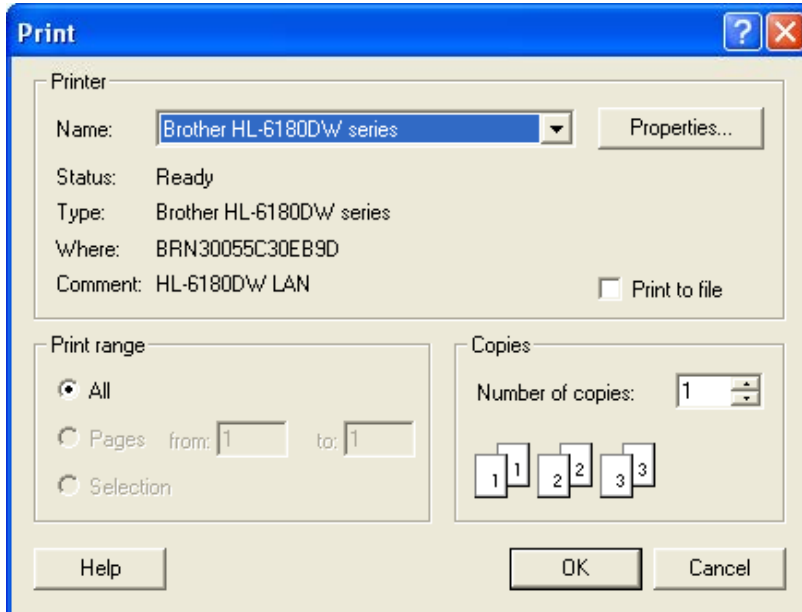 Print
Printer
Name: Brother HL-6180DW series Properties...
Status: Ready
Type: Brother HL-6180DW series
Where: BRN30055C30EB9D
Comment: HL-6180DW LAN Print to file
Print range
All
Pages from: 1 to: 1
Selection
Copies
Number of copies: 1
1 1 2 2 3 3
Help OK Cancel